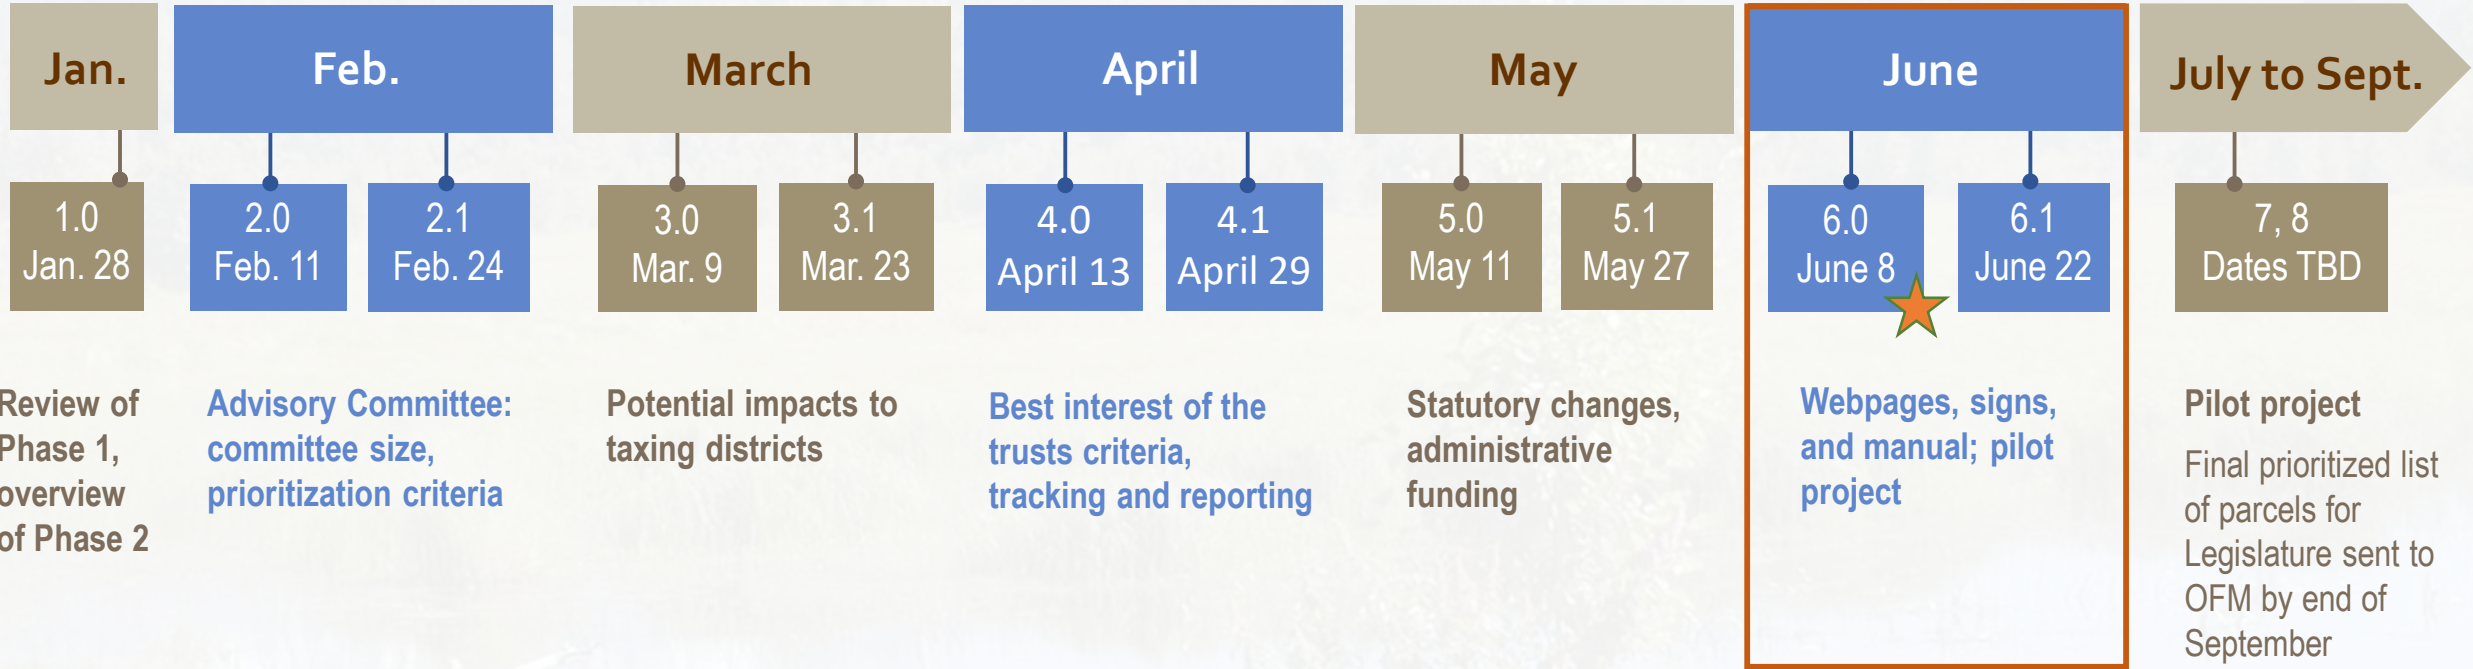 Jan.
Feb.
March
April
May
June
July to Sept.
1.0
Jan. 28
2.0
Feb. 11
2.1
Feb. 24
3.0
Mar. 9
3.1
Mar. 23
4.0
April 13
4.1
April 29
5.0
May 11
5.1
May 27
6.0
June 8
6.1
June 22
7, 8
Dates TBD
Review of
Phase 1,
overview
of Phase 2
Advisory Committee:
committee size,
prioritization criteria
Potential impacts to
taxing districts
Best interest of the
trusts criteria,
tracking and reporting
Statutory changes,
administrative
funding
Webpages, signs,
and manual; pilot
project
Pilot project
Final prioritized list
of parcels for
Legislature sent to
OFM by end of
September